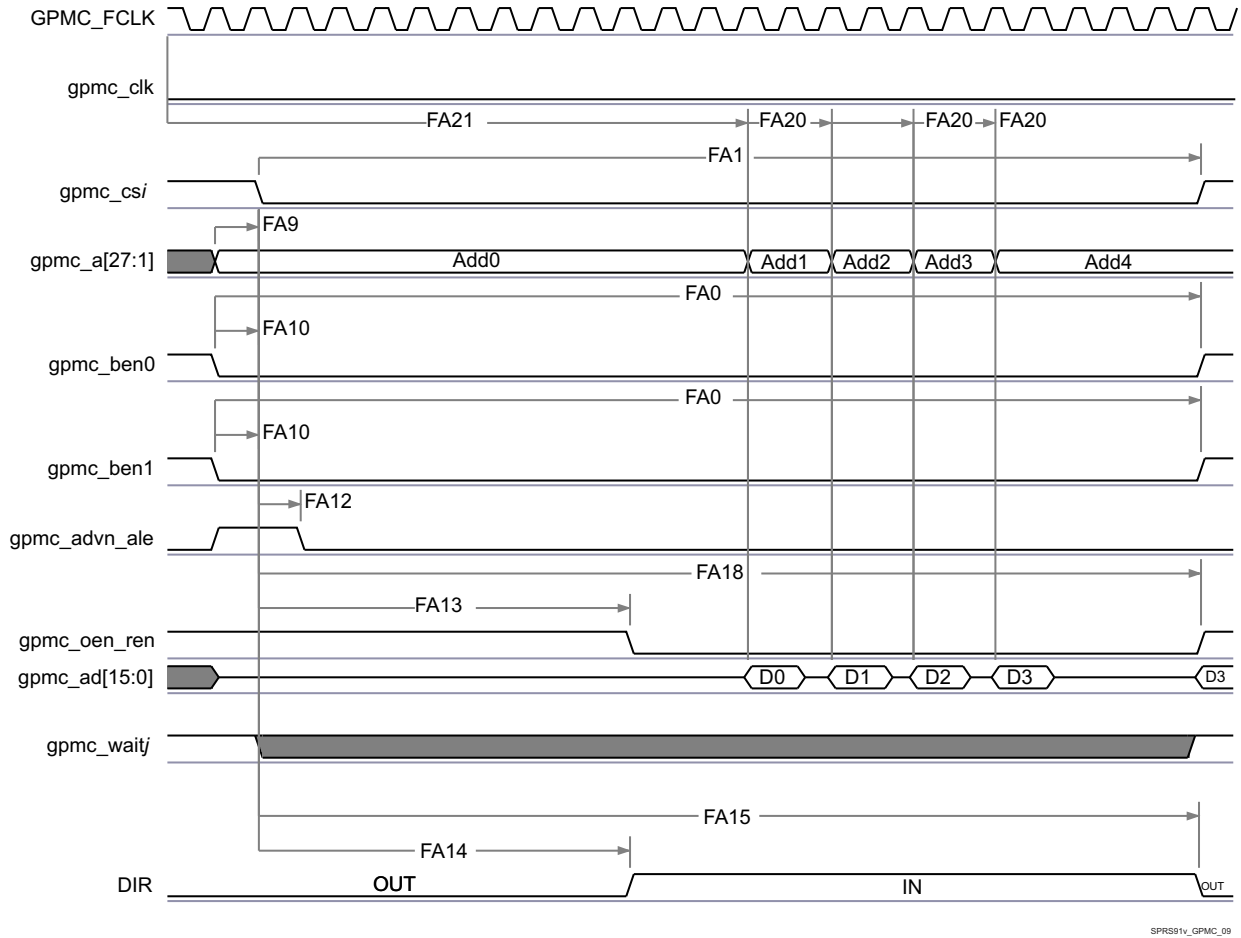 GPMC_FCLK
gpmc_clk
FA21 FA20 FA20 FA20
FA1
gpmc_csi
FA9
gpmc_a[27:1] Add0 Add1 Add2 Add3 Add4
FA0
FA10
gpmc_ben0
FA0
FA10
gpmc_ben1
FA12
gpmc_advn_ale
FA18
FA13
gpmc_oen_ren
gpmc_ad[15:0] D0 D1 D2 D3 D3
gpmc_waitj
FA15
FA14
DIR OUT IN OUT
SPRS91v_GPMC_09